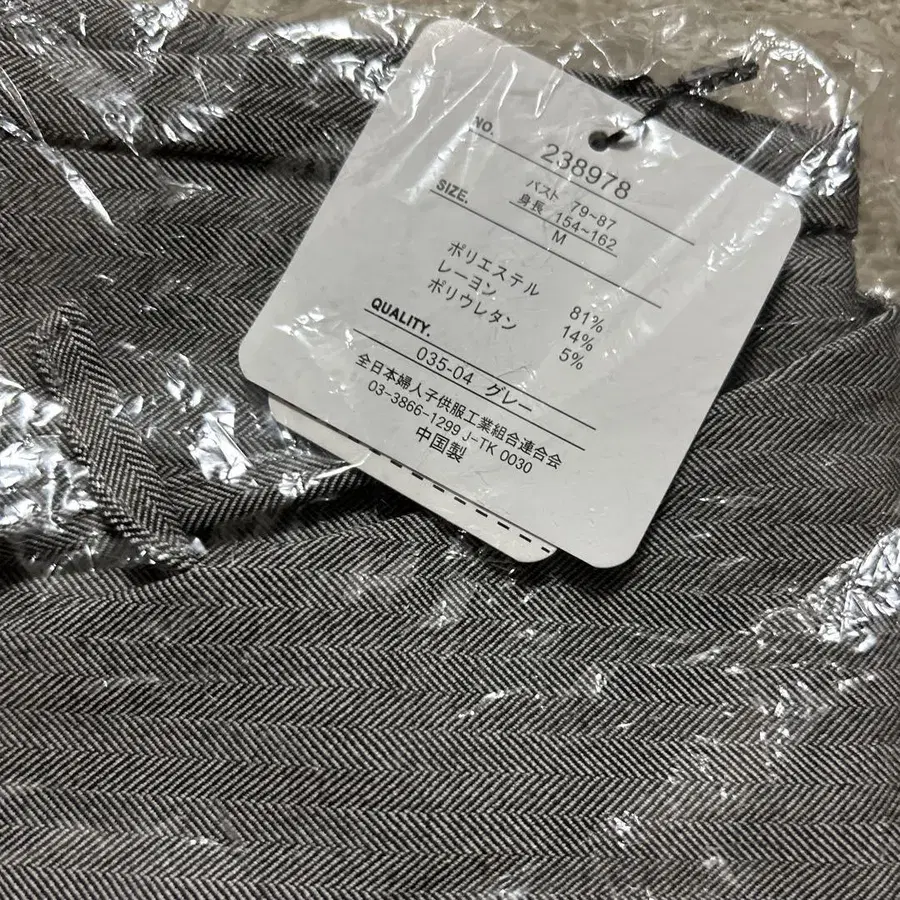 NO.
238978
SIZE.
バスト 79~87
身長 154~162
M
ポリエステル 81%
レーヨン 14%
ポリウレタン 5%
QUALITY.
035-04 グレー
全日本婦人子供服工業組合連合会
03-3866-1299 J-TK 0030
中国製